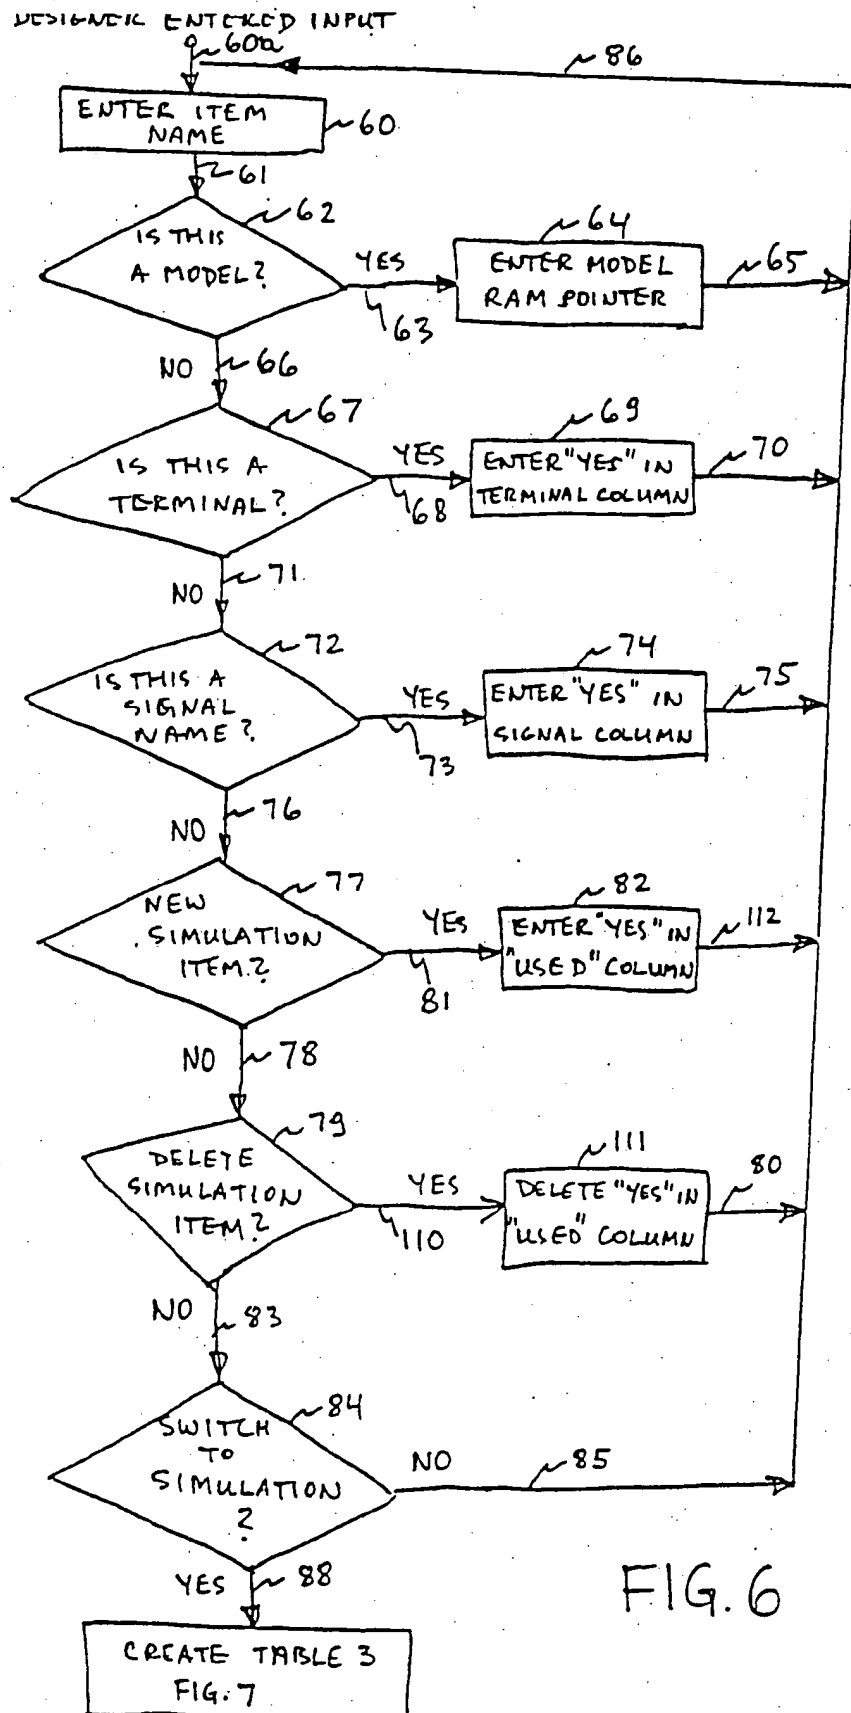 DESIGNER ENTERED INPUT
60a
86
ENTER ITEM
NAME
60
61
62
IS THIS
A MODEL?
YES
63
64
ENTER MODEL
RAM POINTER
65
NO
66
67
IS THIS A
TERMINAL?
YES
68
69
ENTER "YES" IN
TERMINAL COLUMN
70
NO
71
72
IS THIS A
SIGNAL
NAME?
YES
73
74
ENTER "YES" IN
SIGNAL COLUMN
75
NO
76
77
NEW
SIMULATION
ITEM?
YES
81
82
ENTER "YES" IN
"USED" COLUMN
112
NO
78
79
DELETE
SIMULATION
ITEM?
YES
110
111
DELETE "YES" IN
"USED" COLUMN
80
NO
83
84
SWITCH
TO
SIMULATION
?
NO
85
YES
88
CREATE TABLE 3
FIG. 7
FIG. 6